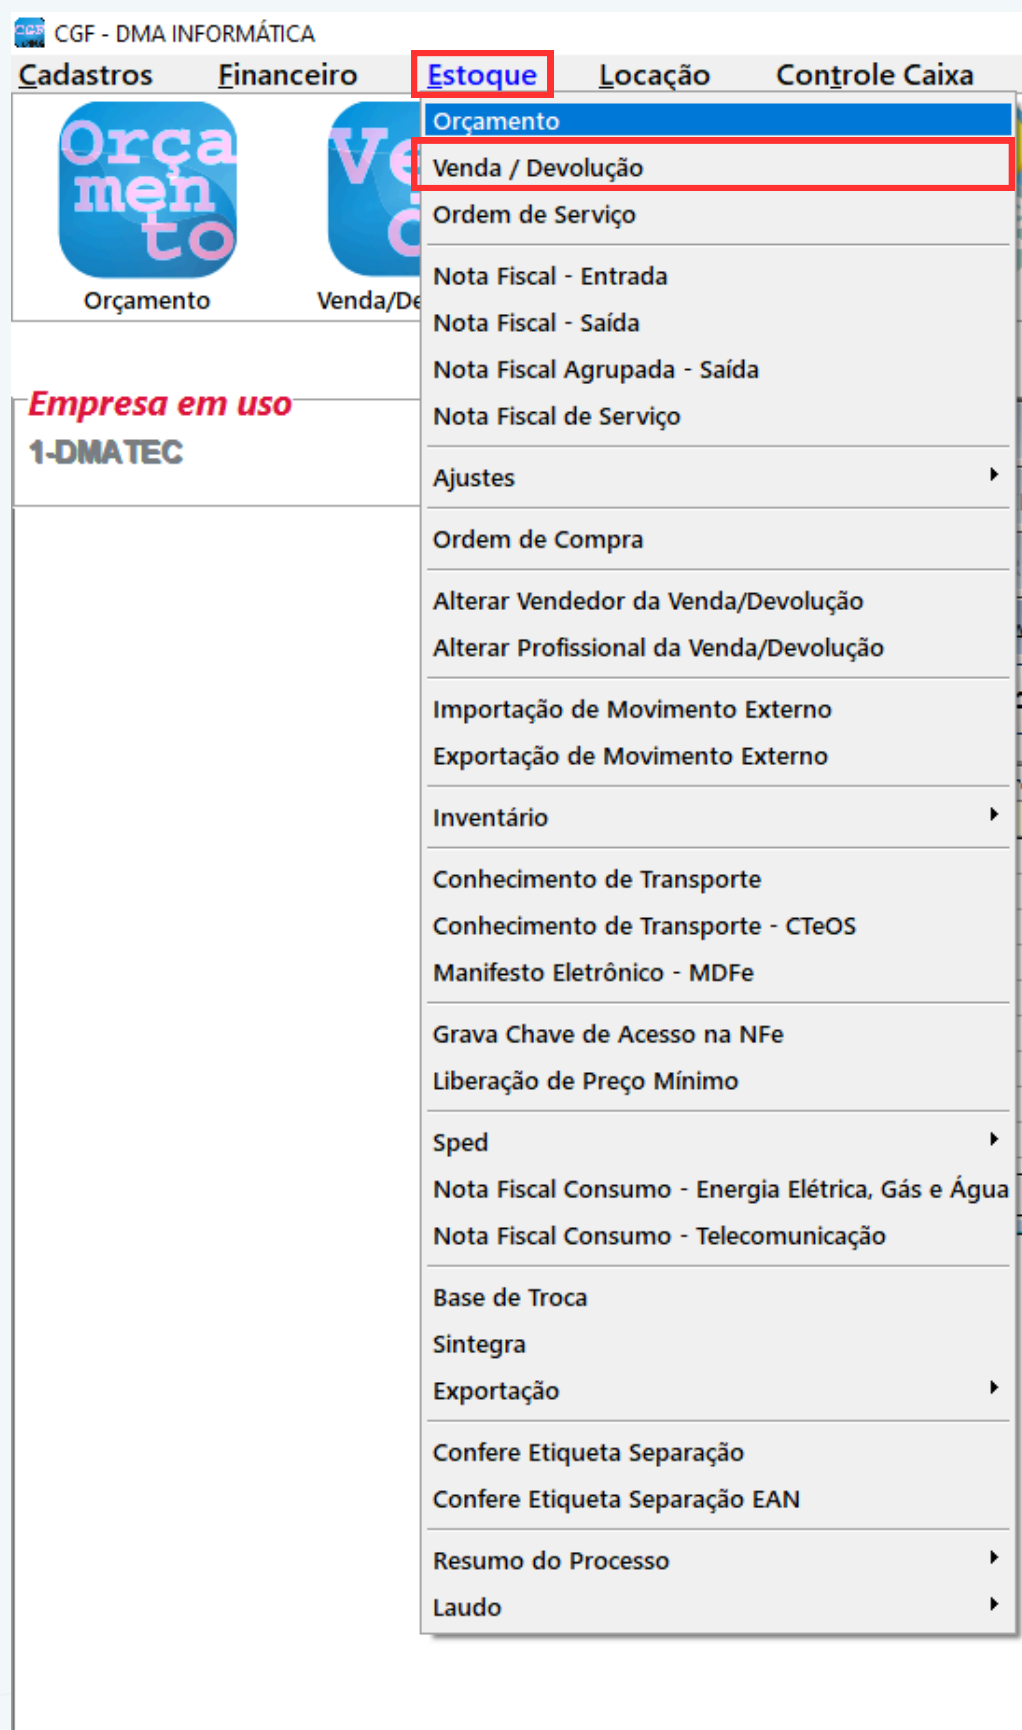 CGF - DMA INFORMÁTICA
Cadastros Financeiro Estoque Locação Controle Caixa
Orça
men
to
Orçamento
Orçamento
Venda / Devolução
Ordem de Serviço
Nota Fiscal - Entrada
Nota Fiscal - Saída
Nota Fiscal Agrupada - Saída
Nota Fiscal de Serviço
Ajustes
Ordem de Compra
Alterar Vendedor da Venda/Devolução
Alterar Profissional da Venda/Devolução
Importação de Movimento Externo
Exportação de Movimento Externo
Inventário
Conhecimento de Transporte
Conhecimento de Transporte - CTeOS
Manifesto Eletrônico - MDFe
Grava Chave de Acesso na NFe
Liberação de Preço Mínimo
Sped
Nota Fiscal Consumo - Energia Elétrica, Gás e Água
Nota Fiscal Consumo - Telecomunicação
Base de Troca
Sintegra
Exportação
Confere Etiqueta Separação
Confere Etiqueta Separação EAN
Resumo do Processo
Laudo
Venda/De
Empresa em uso
1-DMATEC